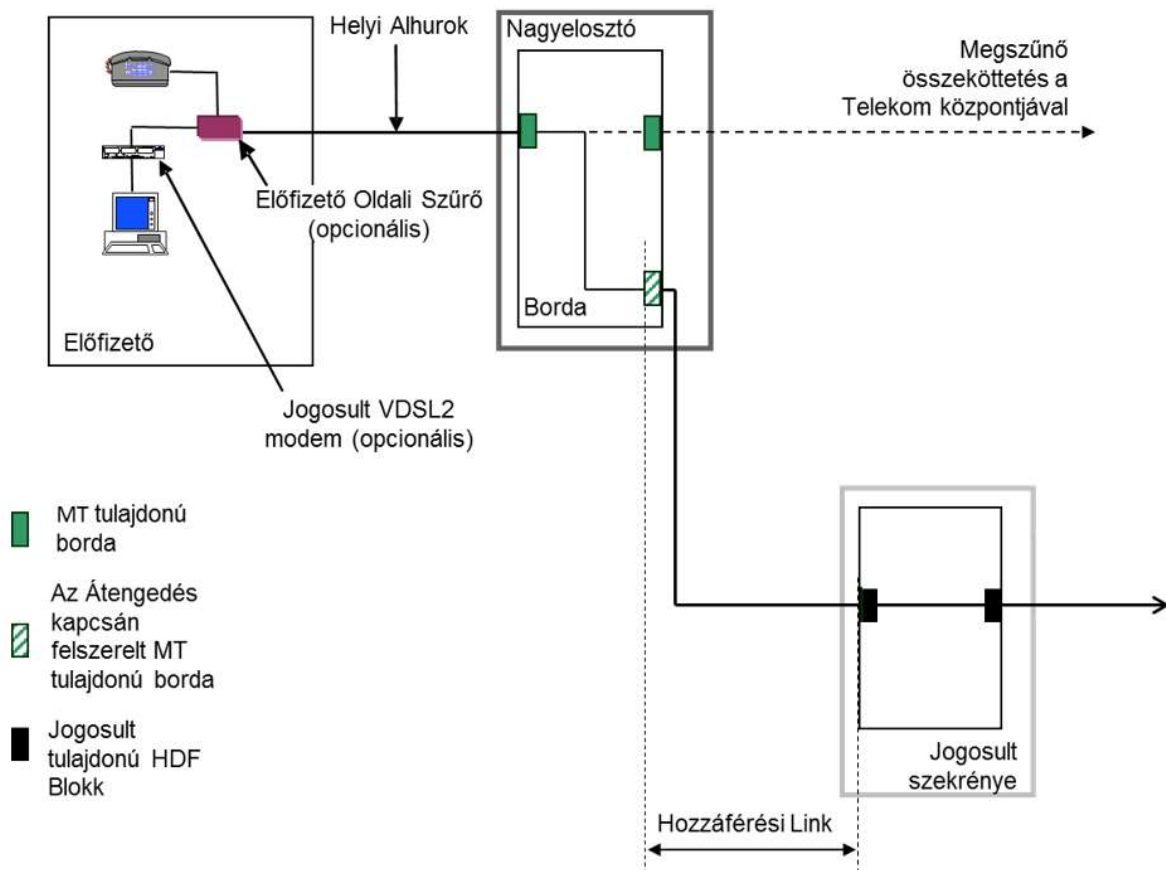 Helyi Alhurok
Nagyelosztó
Megszűnő
összeköttetés a
Telekom központjával
Előfizető Oldali Szűrő
(opcionális)
Borda
Előfizető
Jogosult VDSL2
modem (opcionális)
MT tulajdonú
borda
Az Átengedés
kapcsán
felszerelt MT
tulajdonú borda
Jogosult
tulajdonú HDF
Blokk
Jogosult
szekrénye
Hozzáférési Link